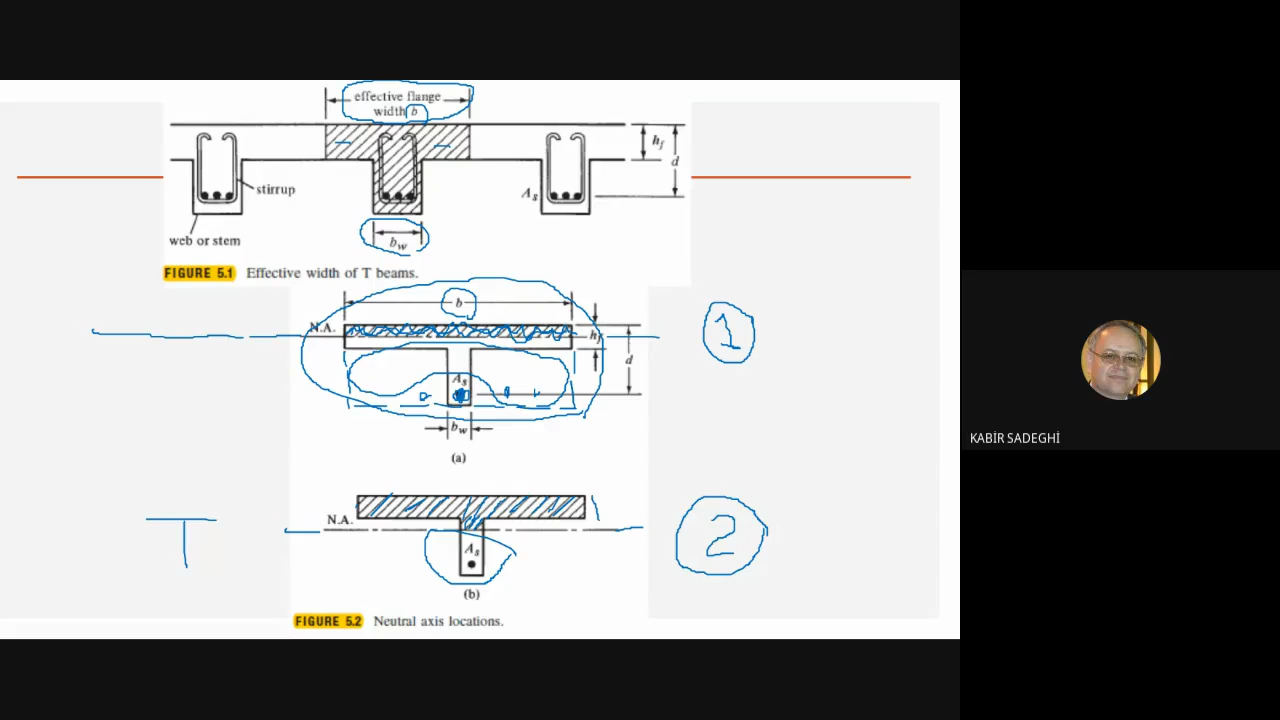 effective flange
width b
h_f
d
stirrup
A_s
web or stem
b_w
FIGURE 5.1 Effective width of T beams.
b
N.A.
h_f
d
1
A_s
b_w
(a)
KABİR SADEGHİ
N.A.
T
2
A_s
(b)
FIGURE 5.2 Neutral axis locations.